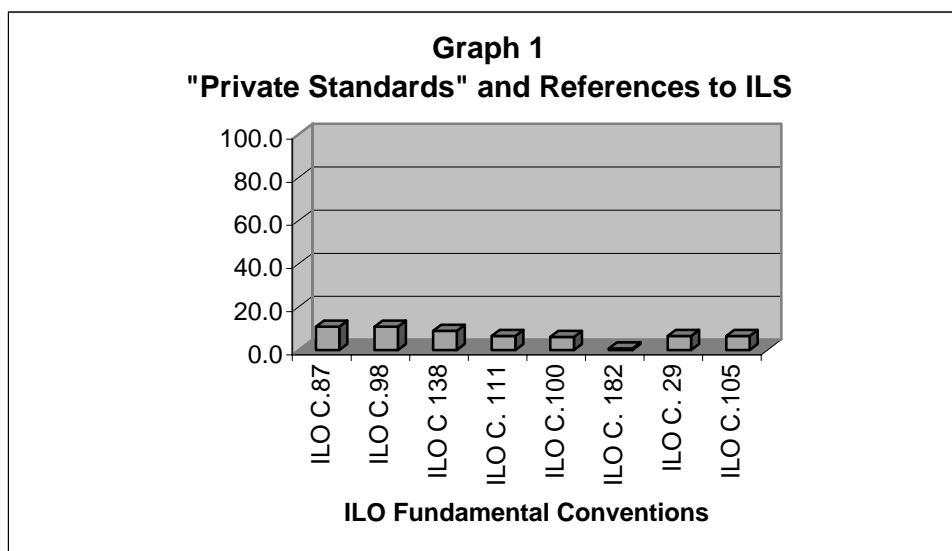 Graph 1
"Private Standards" and References to ILS
100.0
80.0
60.0
40.0
20.0
0.0
ILO C.87
ILO C.98
ILO C 138
ILO C. 111
ILO C.100
ILO C. 182
ILO C. 29
ILO C.105
ILO Fundamental Conventions